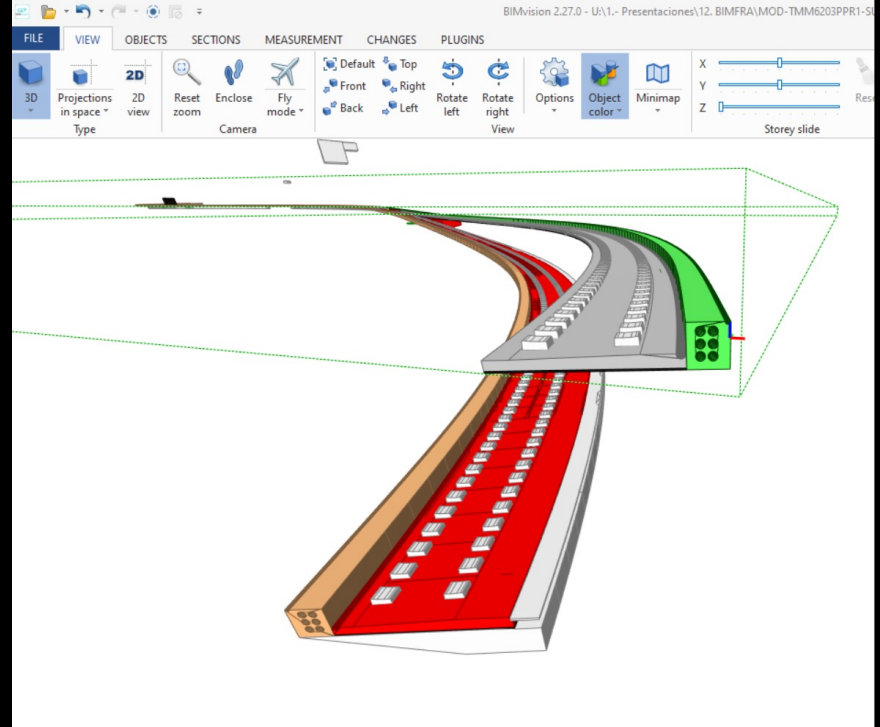 BIMvision 2.27.0 - U:\1.- Presentaciones\12. BIMFRA\MOD-TMM6203PPR1-SU
FILE VIEW OBJECTS SECTIONS MEASUREMENT CHANGES PLUGINS
3D
Projections in space
2D
2D view
Type
Reset zoom
Enclose
Fly mode
Camera
Default Top
Front Right
Back Left
Rotate left
Rotate right
Options
Object color
Minimap
View
X
Y
Z
Storey slide